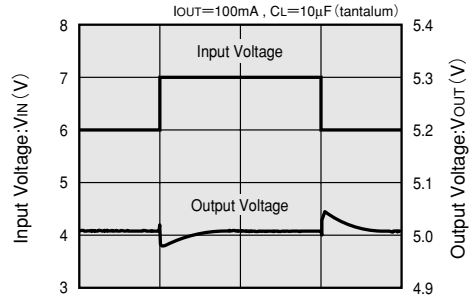 IOUT=100mA , CL=10μF (tantalum)
8 5.4
Input Voltage
7 5.3
6 5.2
5 5.1
Output Voltage
4 5.0
3 4.9
Input Voltage:VIN (V)
Output Voltage:VOUT (V)